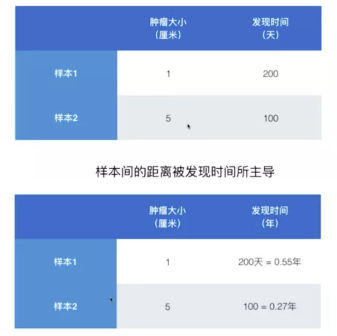 肿瘤大小 发现时间
（厘米） （天）
样本1 1 200
样本2 5 100
样本间的距离被发现时间所主导
肿瘤大小 发现时间
（厘米） （年）
样本1 1 200天 = 0.55年
样本2 5 100 = 0.27年